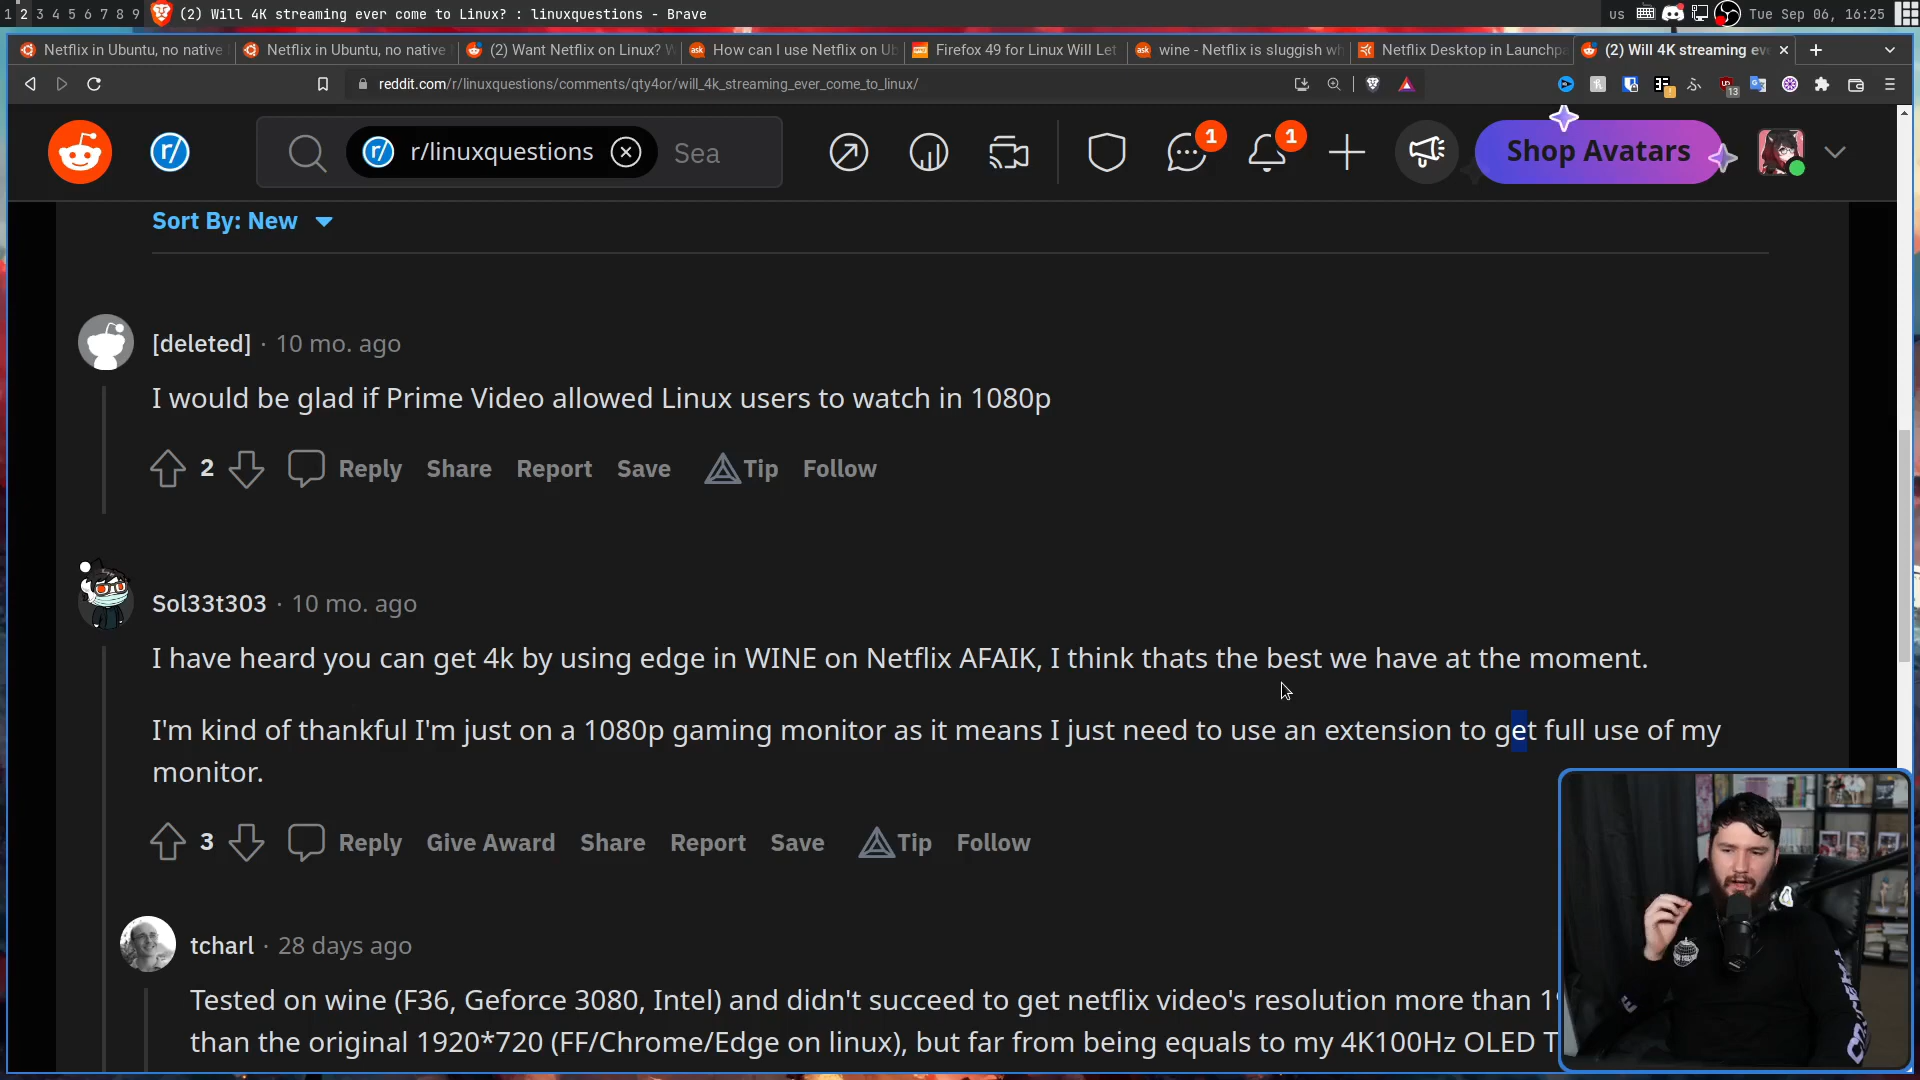 1 2 3 4 5 6 7 8 9 (2) Will 4K streaming ever come to Linux? : linuxquestions - Brave us Tue Sep 06, 16:25
Netflix in Ubuntu, no native Netflix in Ubuntu, no native (2) Want Netflix on Linux? How can I use Netflix on Ub Firefox 49 for Linux Will Let wine - Netflix is sluggish wh Netflix Desktop in Launchpa (2) Will 4K streaming ev
reddit.com/r/linuxquestions/comments/qty4or/will_4k_streaming_ever_come_to_linux/ 13
r/ r/ r/linuxquestions Sea 1 1 Shop Avatars
Sort By: New
[deleted] · 10 mo. ago
I would be glad if Prime Video allowed Linux users to watch in 1080p
2 Reply Share Report Save Tip Follow
Sol33t303 · 10 mo. ago
I have heard you can get 4k by using edge in WINE on Netflix AFAIK, I think thats the best we have at the moment.
I'm kind of thankful I'm just on a 1080p gaming monitor as it means I just need to use an extension to get full use of my
monitor.
3 Reply Give Award Share Report Save Tip Follow
tcharl · 28 days ago
Tested on wine (F36, Geforce 3080, Intel) and didn't succeed to get netflix video's resolution more than
than the original 1920*720 (FF/Chrome/Edge on linux), but far from being equals to my 4K100Hz OLED T